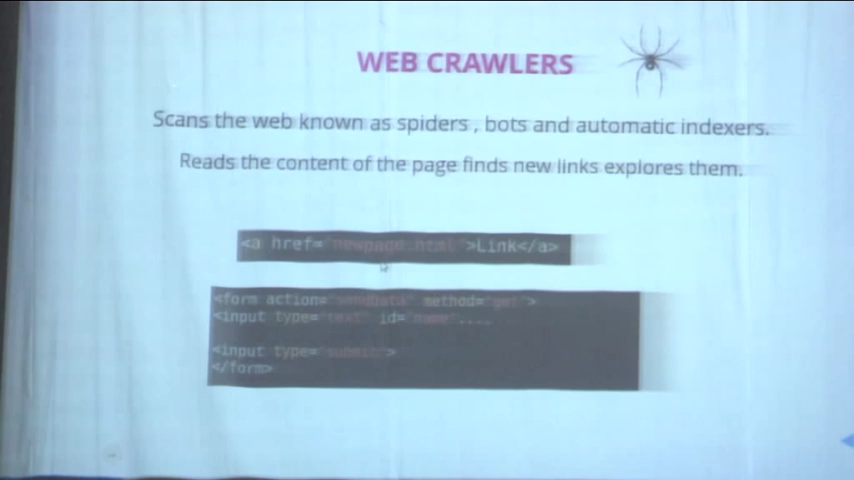 WEB CRAWLERS
Scans the web known as spiders , bots and automatic indexers.
Reads the content of the page finds new links explores them.
<a href="newpage.html">Link</a>
<form action="senddata" method="get">
<input type="text" id="name"....
<input type="submit">
</form>